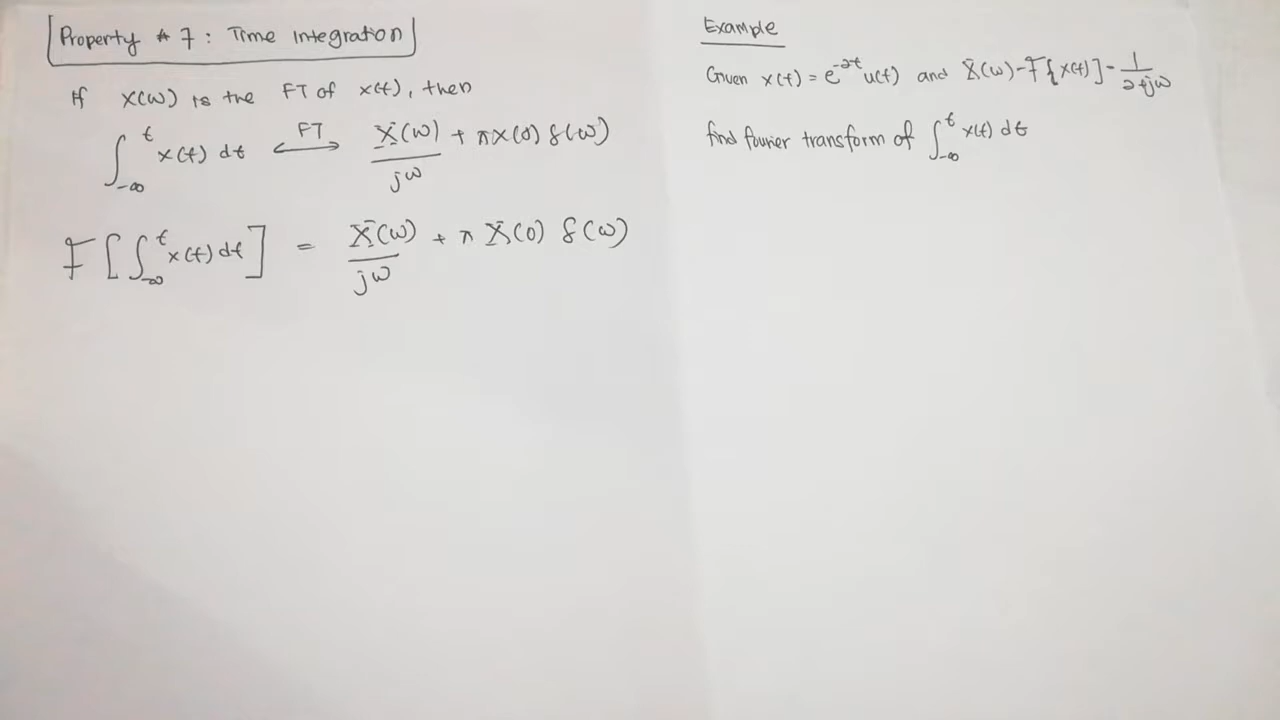 Property # 7: Time Integration
If X(ω) is the FT of x(t), then
∫_{-∞}^{t} x(t) dt ⟷^{FT} X(ω)/jω + πX(0) δ(ω)
F[∫_{-∞}^{t} x(t) dt] = X(ω)/jω + π X(0) δ(ω)
Example
Given x(t) = e^{-2t} u(t) and X(ω) - F{x(t)] - 1/2+jω
find fourier transform of ∫_{-∞}^{t} x(t) dt